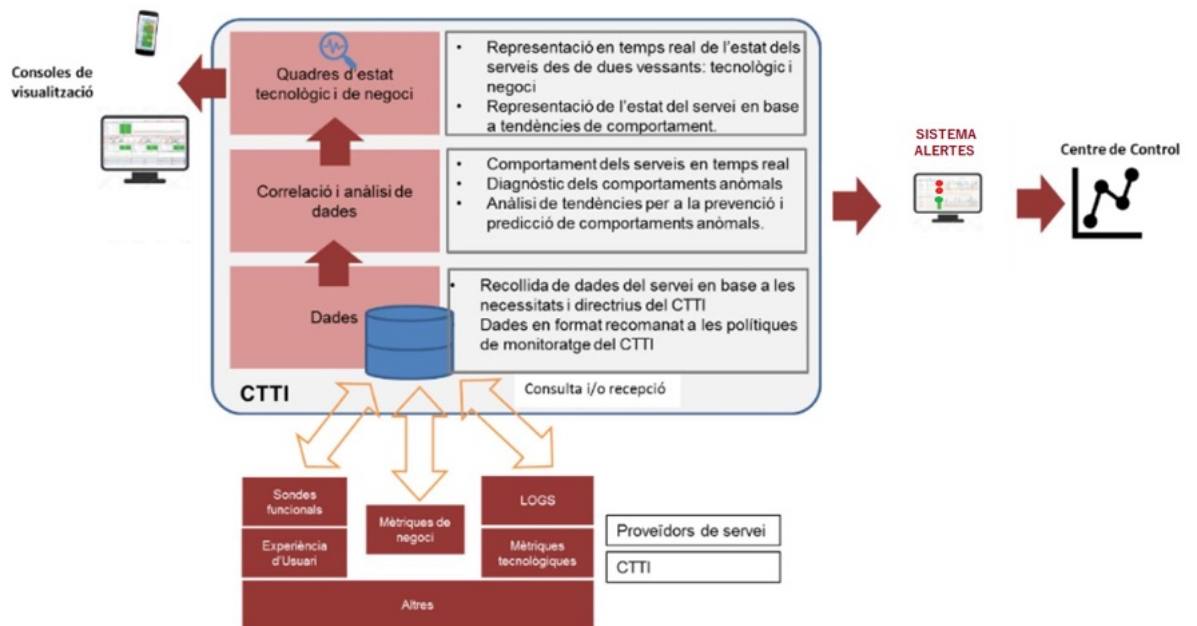 Consoles de
visualització
Quadres d'estat
tecnològic i de negoci
• Representació en temps real de l'estat dels
serveis des de dues vessants: tecnològic i
negoci
• Representació de l'estat del servei en base
a tendències de comportament.
Correlació i anàlisi de
dades
• Comportament dels serveis en temps real
• Diagnòstic dels comportaments anòmals
• Anàlisi de tendències per a la prevenció i
predicció de comportaments anòmals.
SISTEMA
ALERTES
Centre de Control
Dades
• Recollida de dades del servei en base a les
necessitats i directrius del CTTI
Dades en format recomanat a les polítiques
de monitoratge del CTTI
CTTI
Consulta i/o recepció
Sondes
funcionals
Experiència
d'Usuari
Mètriques de
negoci
LOGS
Mètriques
tecnològiques
Altres
Proveïdors de servei
CTTI